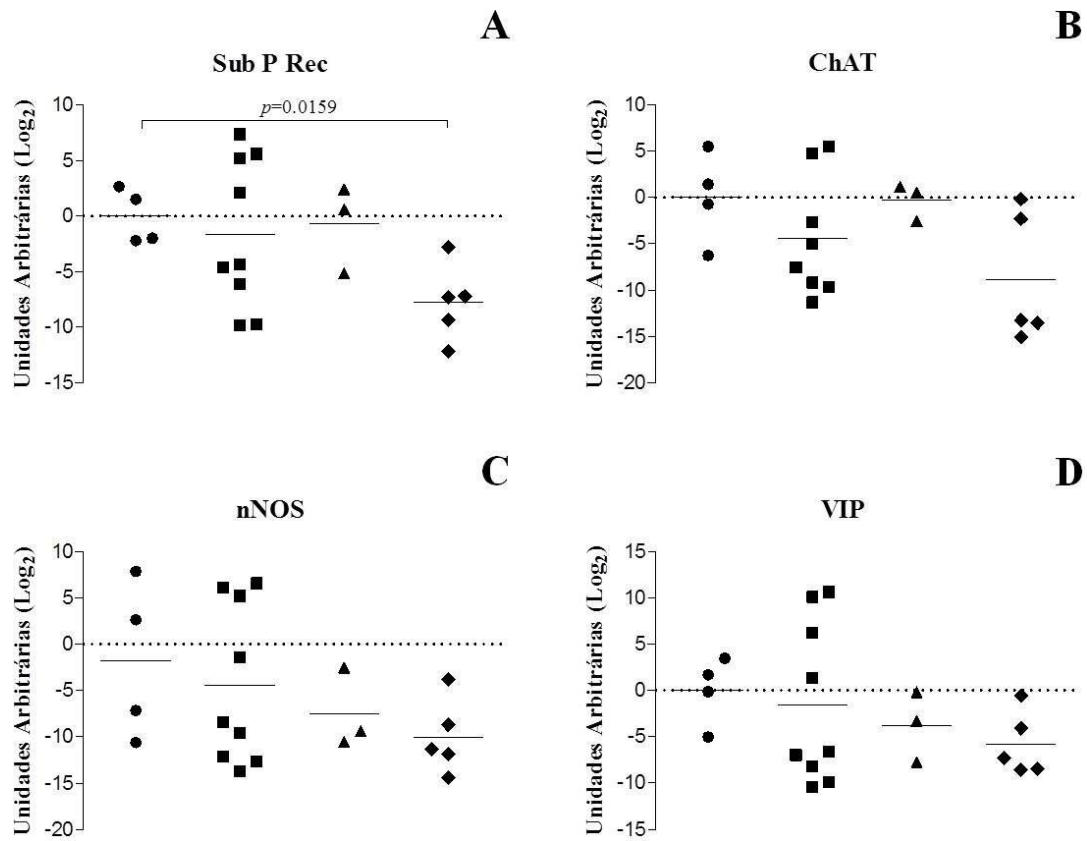 A
Sub P Rec
p=0.0159
Unidades Arbitrárias (Log2)
10
5
0
-5
-10
-15
B
ChAT
Unidades Arbitrárias (Log2)
10
5
0
-5
-10
-15
-20
C
nNOS
Unidades Arbitrárias (Log2)
10
5
0
-5
-10
-15
-20
D
VIP
Unidades Arbitrárias (Log2)
15
10
5
0
-5
-10
-15